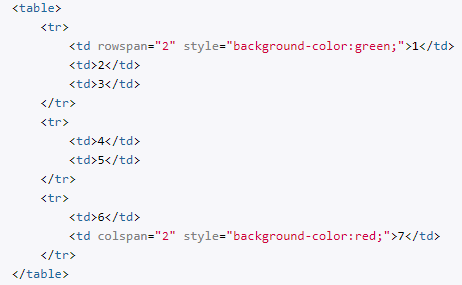 <table>
<tr>
<td rowspan="2" style="background-color:green;">1</td>
<td>2</td>
<td>3</td>
</tr>
<tr>
<td>4</td>
<td>5</td>
</tr>
<tr>
<td>6</td>
<td colspan="2" style="background-color:red;">7</td>
</tr>
</table>